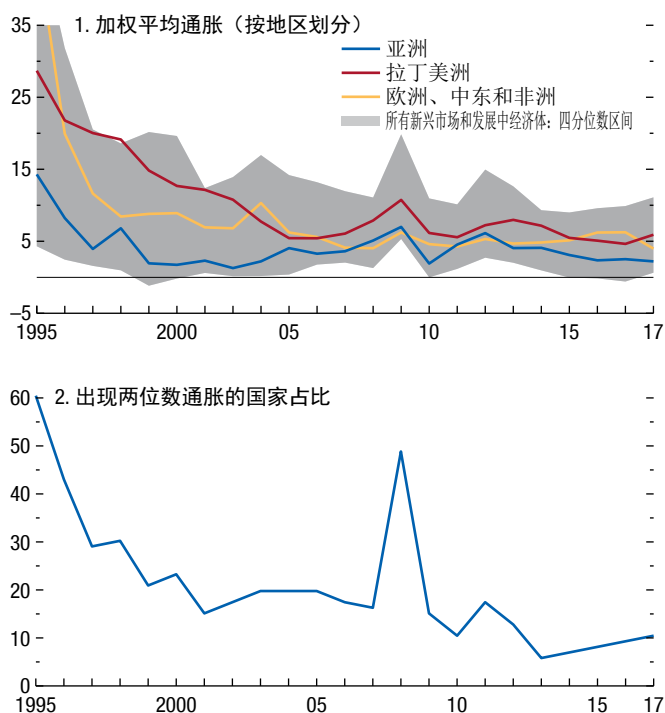 1. 加权平均通胀（按地区划分）
亚洲
拉丁美洲
欧洲、中东和非洲
所有新兴市场和发展中经济体：四分位数区间
35
25
15
5
–5
1995 2000 05 10 15 17
2. 出现两位数通胀的国家占比
60
50
40
30
20
10
0
1995 2000 05 10 15 17